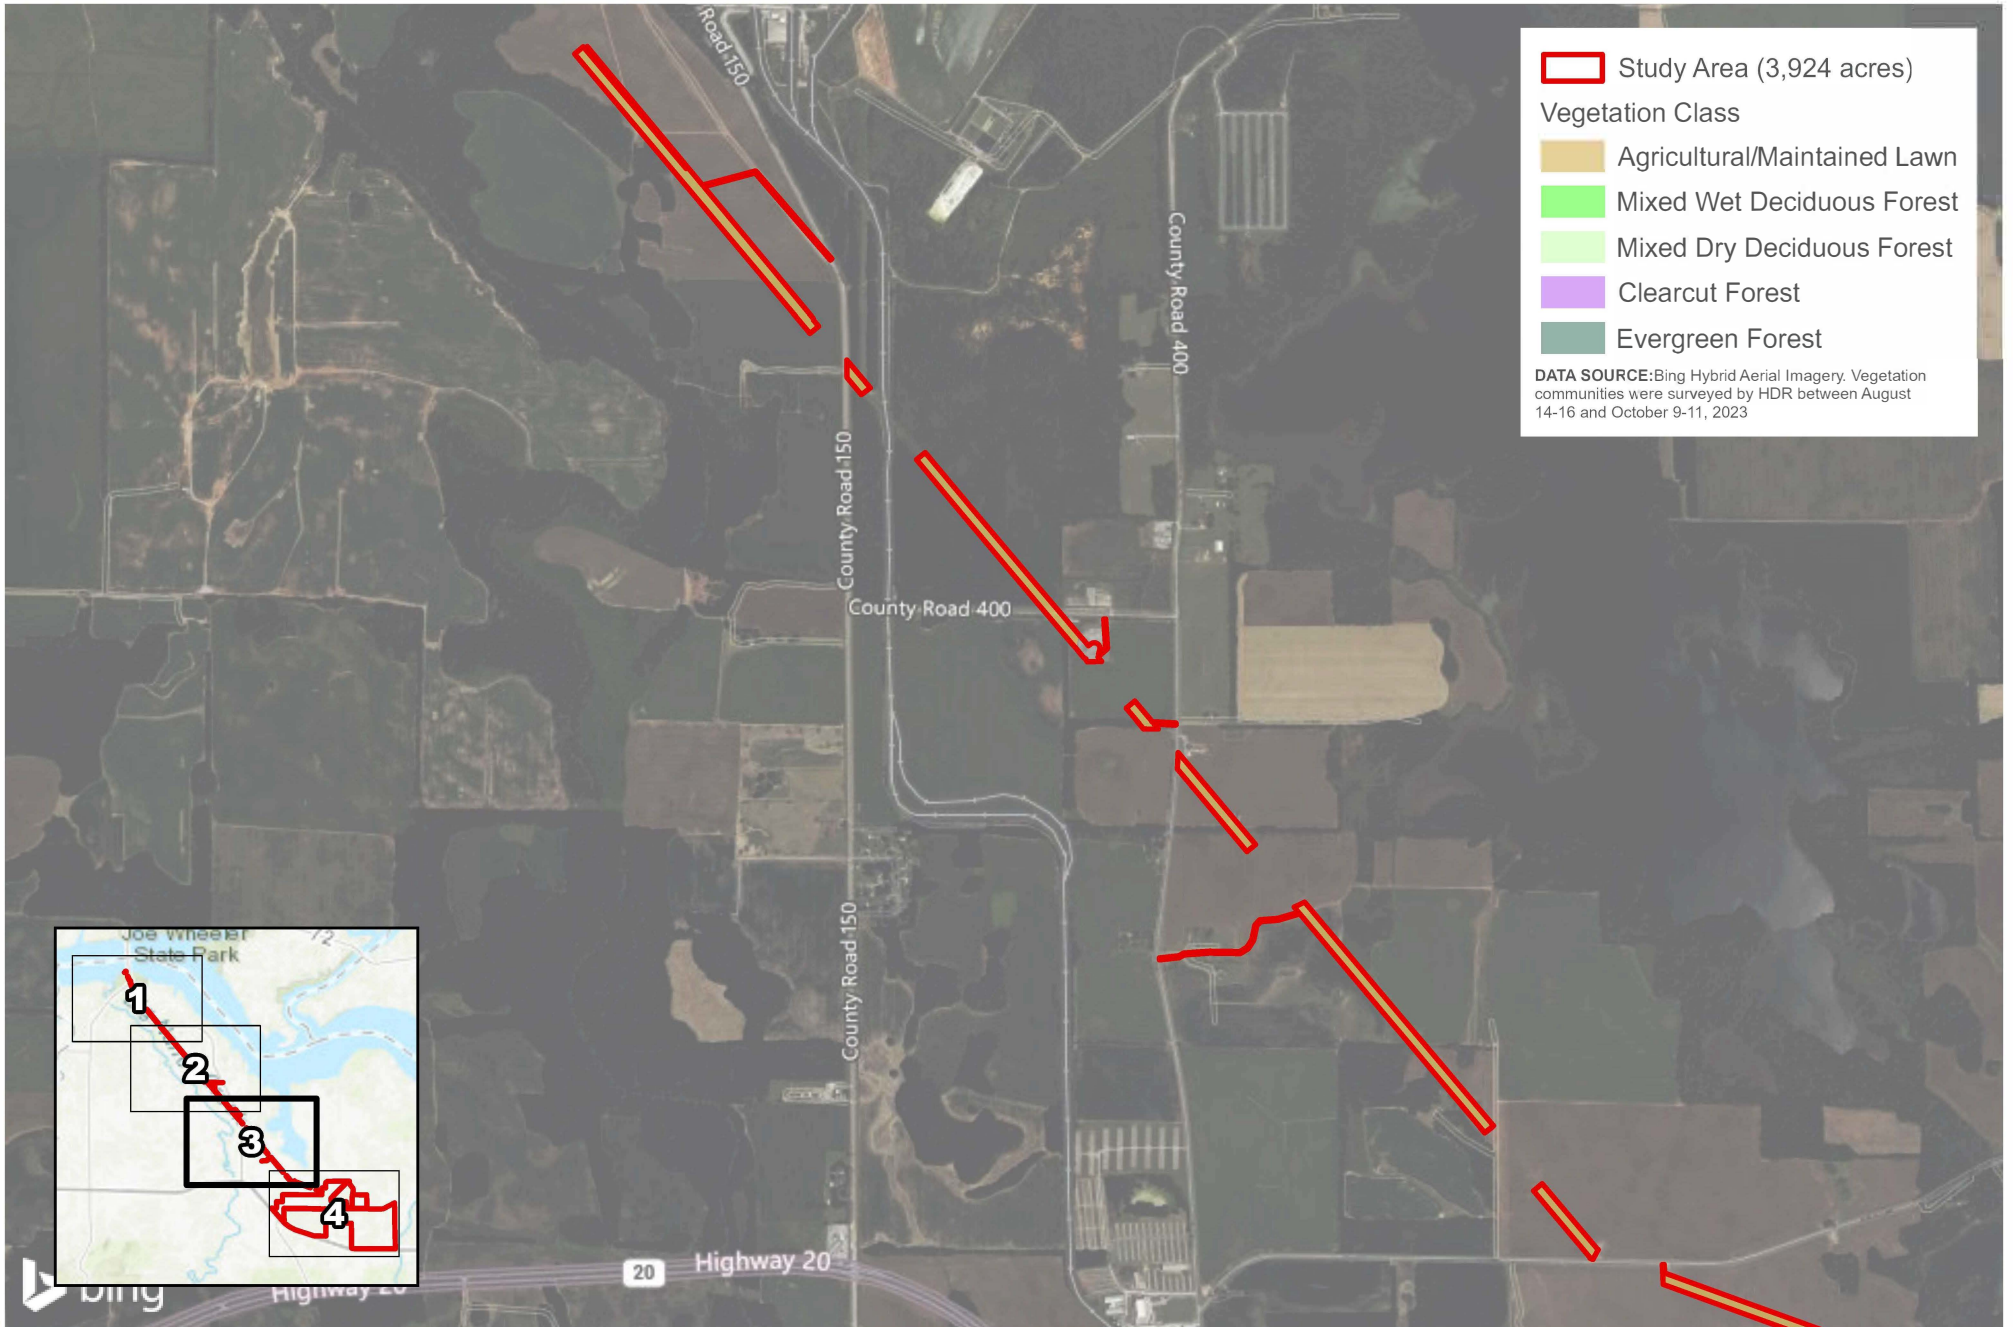 Road 150
Study Area (3,924 acres)
Vegetation Class
Agricultural/Maintained Lawn
Mixed Wet Deciduous Forest
Mixed Dry Deciduous Forest
Clearcut Forest
Evergreen Forest
DATA SOURCE:Bing Hybrid Aerial Imagery. Vegetation
communities were surveyed by HDR between August
14-16 and October 9-11, 2023
County Road 400
County Road 150
County Road 400
County Road 150
Joe Wheeler
State Park
72
1
2
3
4
Highway 20
20
Highway 20
bing